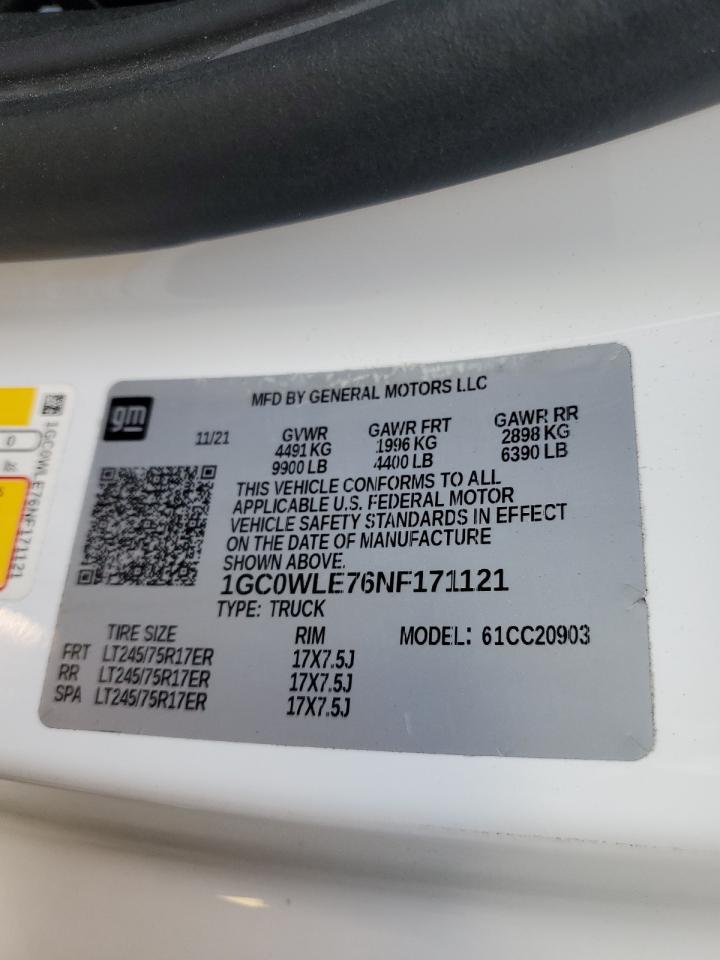 gm
MFD BY GENERAL MOTORS LLC
11/21 GVWR GAWR FRT GAWR RR
4491 KG 1996 KG 2898 KG
9900 LB 4400 LB 6390 LB
THIS VEHICLE CONFORMS TO ALL
APPLICABLE U.S. FEDERAL MOTOR
VEHICLE SAFETY STANDARDS IN EFFECT
ON THE DATE OF MANUFACTURE
SHOWN ABOVE.
1GC0WLE76NF171121
TYPE: TRUCK
TIRE SIZE RIM MODEL: 61CC20903
FRT LT245/75R17ER 17X7.5J
RR LT245/75R17ER 17X7.5J
SPA LT245/75R17ER 17X7.5J
1GC0WLE76NF171121